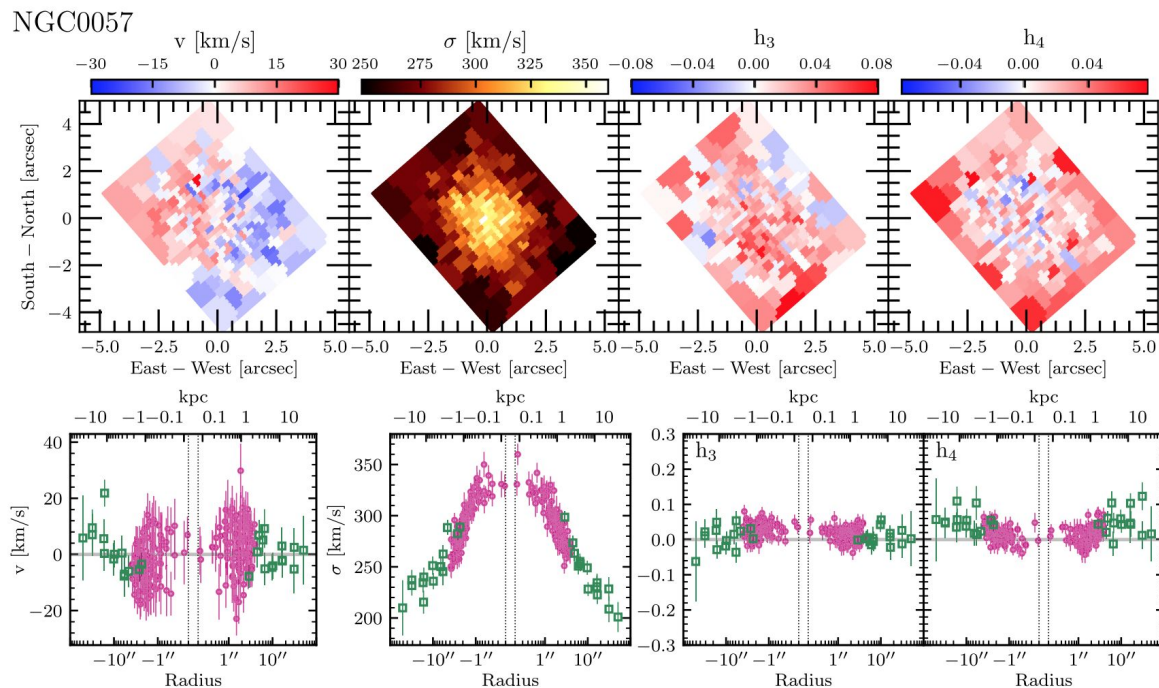 NGC0057
v [km/s]
σ [km/s]
h3
h4
−30 −15 0 15 30
250 275 300 325 350
−0.08 −0.04 0.00 0.04 0.08
−0.04 0.00 0.04
South − North [arcsec]
4
2
0
−2
−4
−5.0 −2.5 0.0 2.5 5.0
−5.0 −2.5 0.0 2.5 5.0
−5.0 −2.5 0.0 2.5 5.0
−5.0 −2.5 0.0 2.5 5.0
East − West [arcsec]
East − West [arcsec]
East − West [arcsec]
East − West [arcsec]
kpc
kpc
kpc
kpc
−10 −1 −0.1 0.1 1 10
−10 −1 −0.1 0.1 1 10
−10 −1 −0.1 0.1 1 10
−10 −1 −0.1 0.1 1 10
v [km/s]
40
20
0
−20
σ [km/s]
400
350
300
250
200
h3
0.3
0.2
0.1
0.0
−0.1
−0.2
−0.3
h4
−10″ −1″ 1″ 10″
−10″ −1″ 1″ 10″
−10″ −1″ 1″ 10″
−10″ −1″ 1″ 10″
Radius
Radius
Radius
Radius